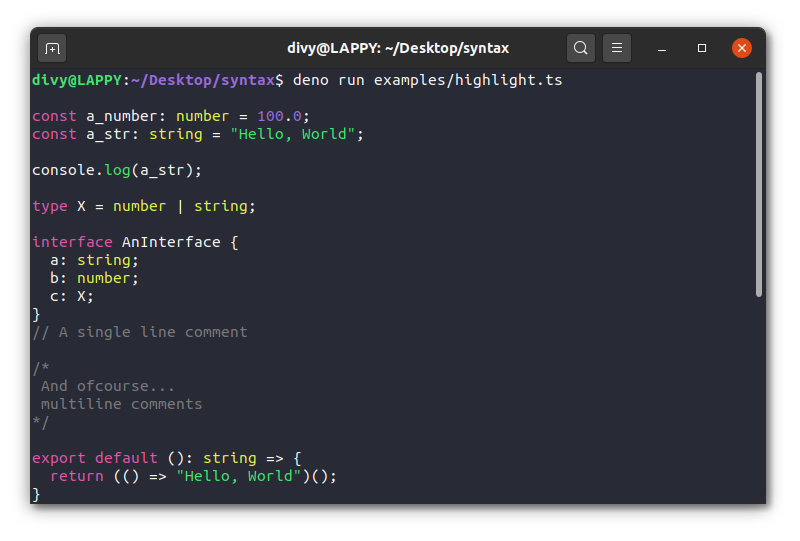 divy@LAPPY: ~/Desktop/syntax
divy@LAPPY:~/Desktop/syntax$ deno run examples/highlight.ts
const a_number: number = 100.0;
const a_str: string = "Hello, World";
console.log(a_str);
type X = number | string;
interface AnInterface {
  a: string;
  b: number;
  c: X;
}
// A single line comment
/*
 And ofcourse...
 multiline comments
*/
export default (): string => {
  return (() => "Hello, World")();
}